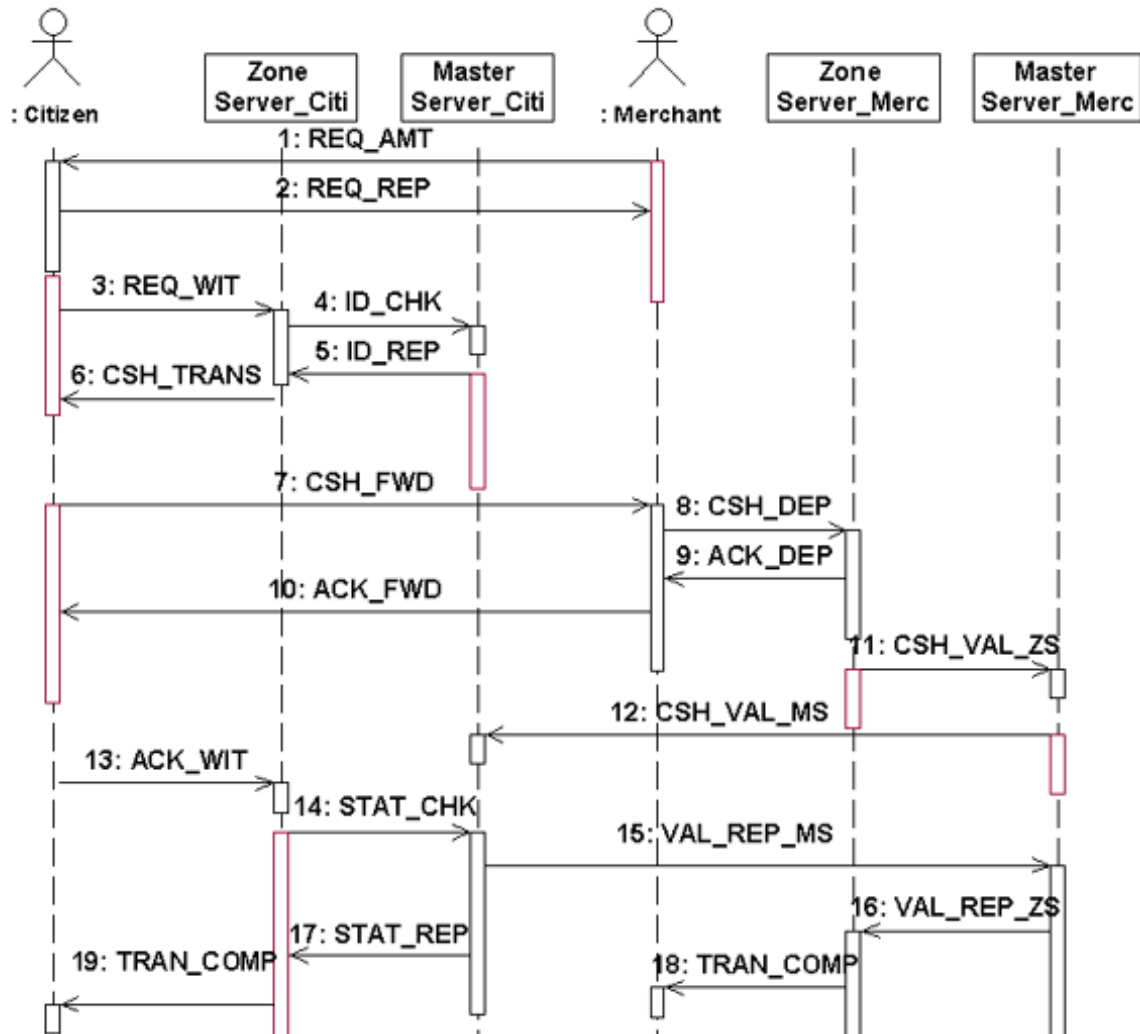 : Citizen
Zone
Server_Citi
Master
Server_Citi
: Merchant
Zone
Server_Merc
Master
Server_Merc
1: REQ_AMT
2: REQ_REP
3: REQ_WIT
4: ID_CHK
5: ID_REP
6: CSH_TRANS
7: CSH_FWD
8: CSH_DEP
9: ACK_DEP
10: ACK_FWD
11: CSH_VAL_ZS
12: CSH_VAL_MS
13: ACK_WIT
14: STAT_CHK
15: VAL_REP_MS
16: VAL_REP_ZS
17: STAT_REP
18: TRAN_COMP
19: TRAN_COMP